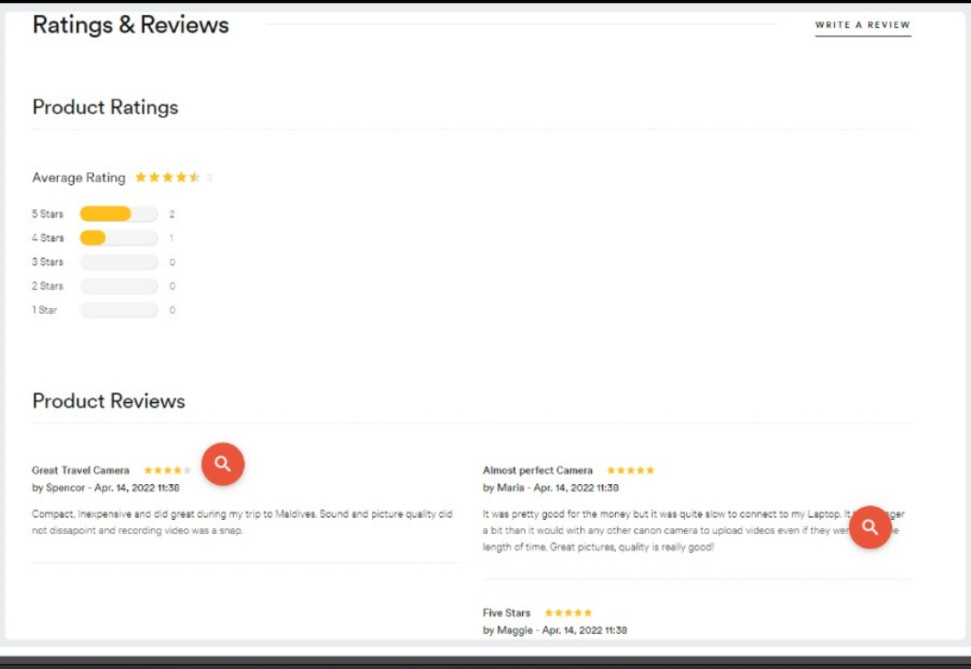 Ratings & Reviews
WRITE A REVIEW
Product Ratings
Average Rating 3
5 Stars 2
4 Stars 1
3 Stars 0
2 Stars 0
1 Star 0
Product Reviews
Great Travel Camera
by Spencor - Apr. 14, 2022 11:38
Compact, Inexpensive and did great during my trip to Maldives. Sound and picture quality did
not dissapoint and recording video was a snap.
Almost perfect Camera
by Maria - Apr. 14, 2022 11:38
It was pretty good for the money but it was quite slow to connect to my Laptop. It
a bit than it would with any other canon camera to upload videos even if they
length of time. Great pictures, quality is really good!
Five Stars
by Maggie - Apr. 14, 2022 11:38